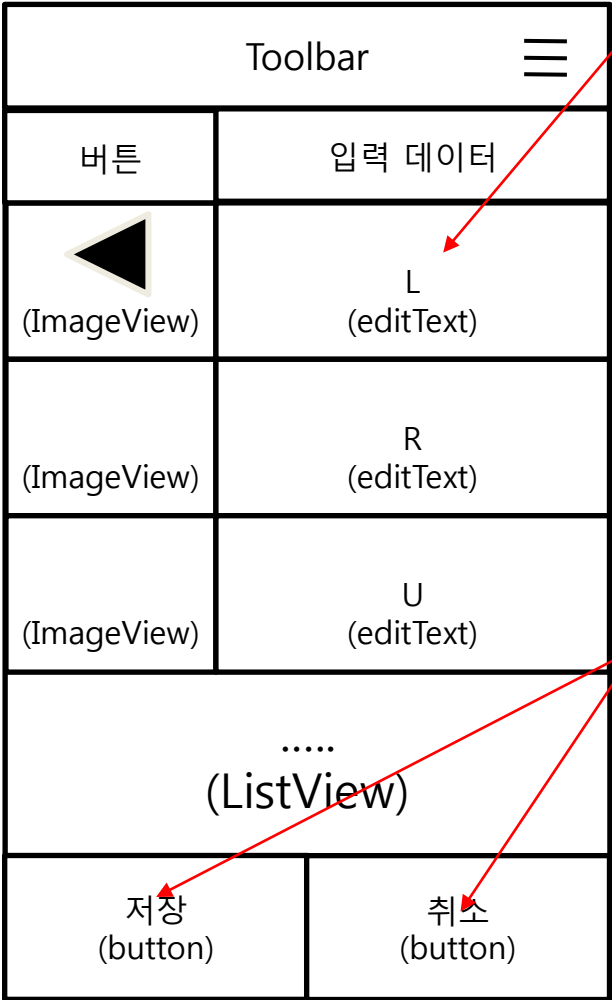 Toolbar
버튼
입력 데이터
(ImageView)
L
(editText)
(ImageView)
R
(editText)
(ImageView)
U
(editText)
.....
(ListView)
저장
(button)
취소
(button)